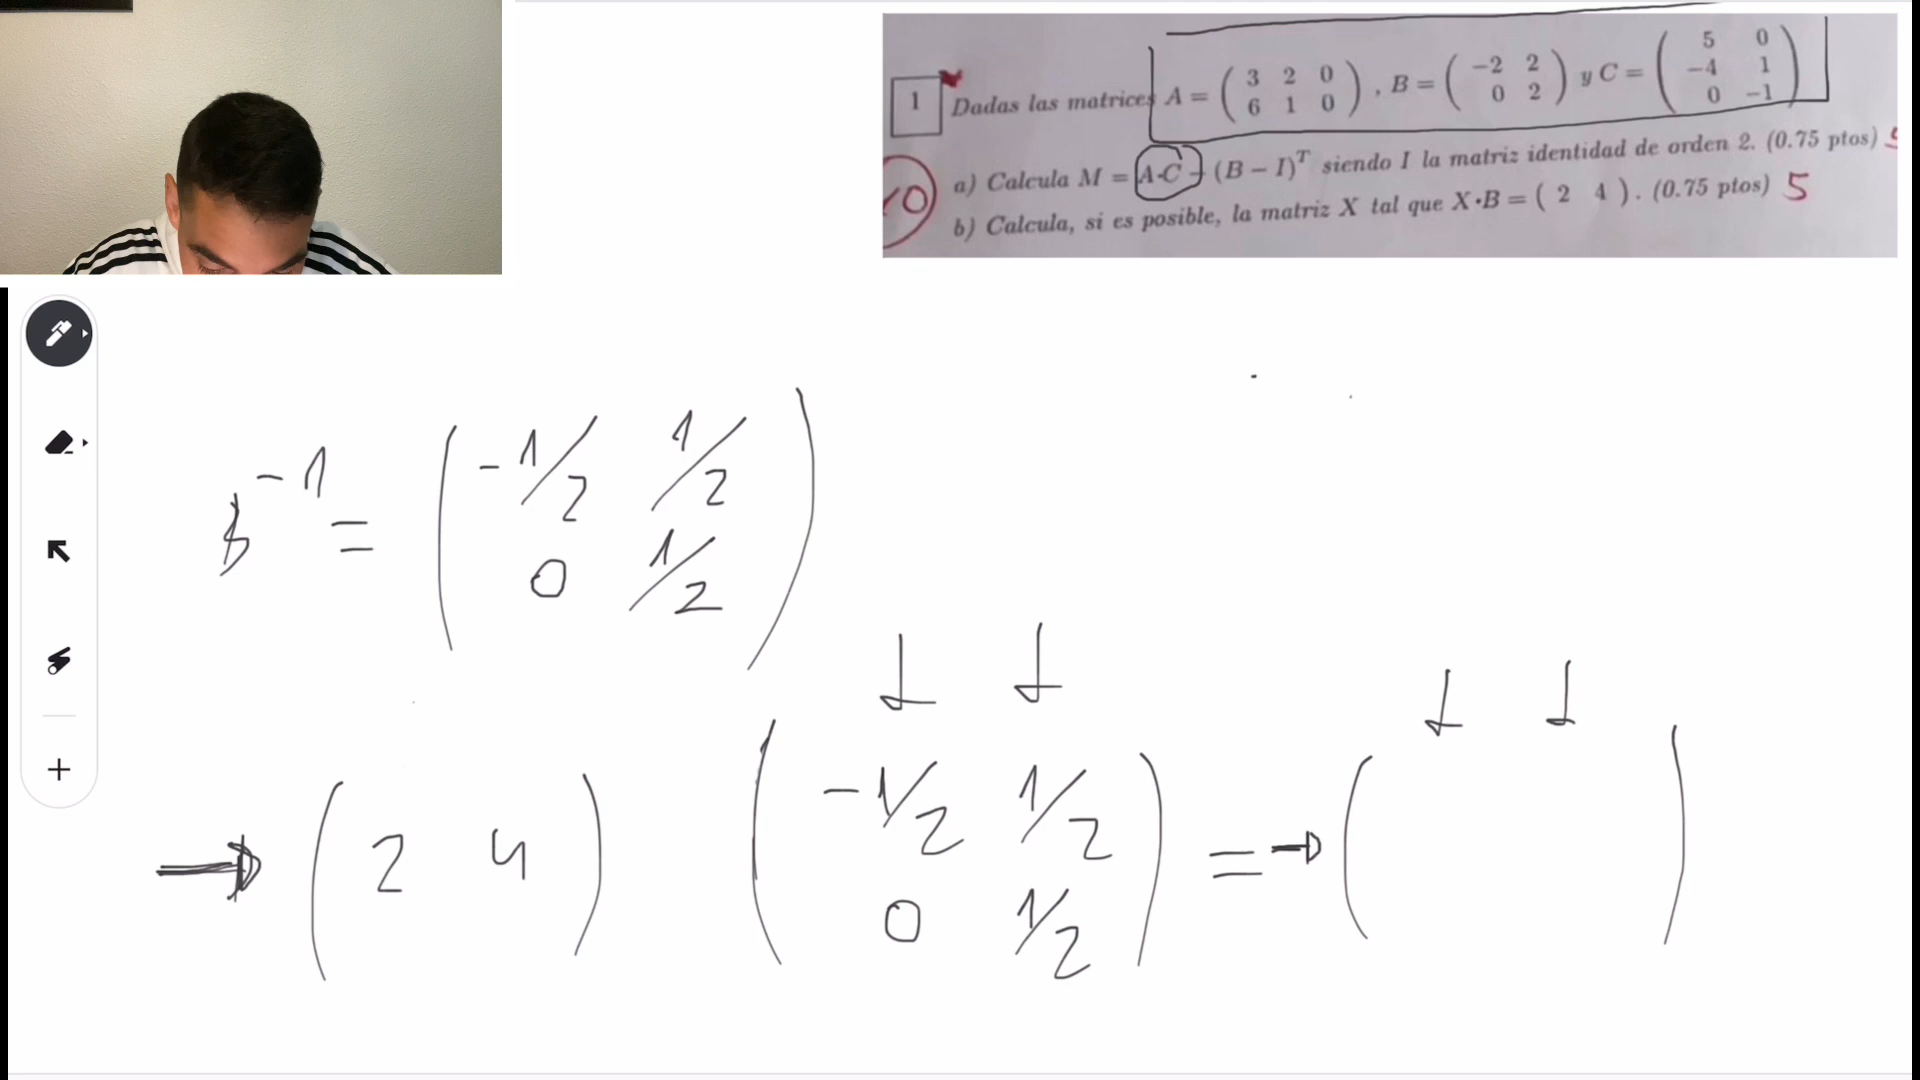 1 Dadas las matrices A = ( 3 2 0 ; 6 1 0 ) , B = ( −2 2 ; 0 2 ) y C = ( 5 0 ; −4 1 ; 0 −1 )
a) Calcula M = A·C − (B − I)^T siendo I la matriz identidad de orden 2. (0.75 ptos) 5
10
b) Calcula, si es posible, la matriz X tal que X·B = ( 2 4 ). (0.75 ptos) 5
B^-1 = ( -1/2 1/2 ; 0 1/2 )
⇒ ( 2 4 ) ( -1/2 1/2 ; 0 1/2 ) = → ( )